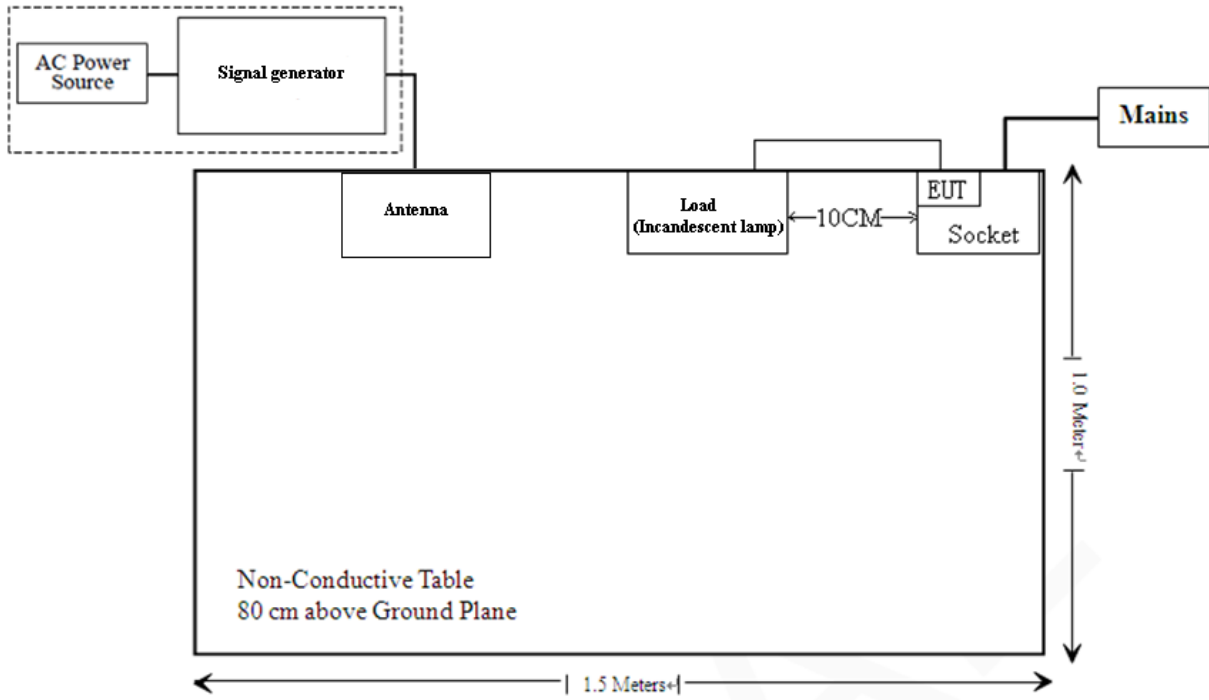 AC Power
Source
Signal generator
Mains
Antenna
Load
(Incandescent lamp)
10CM
EUT
Socket
1.0 Meter↵
Non-Conductive Table
80 cm above Ground Plane
1.5 Meters↵